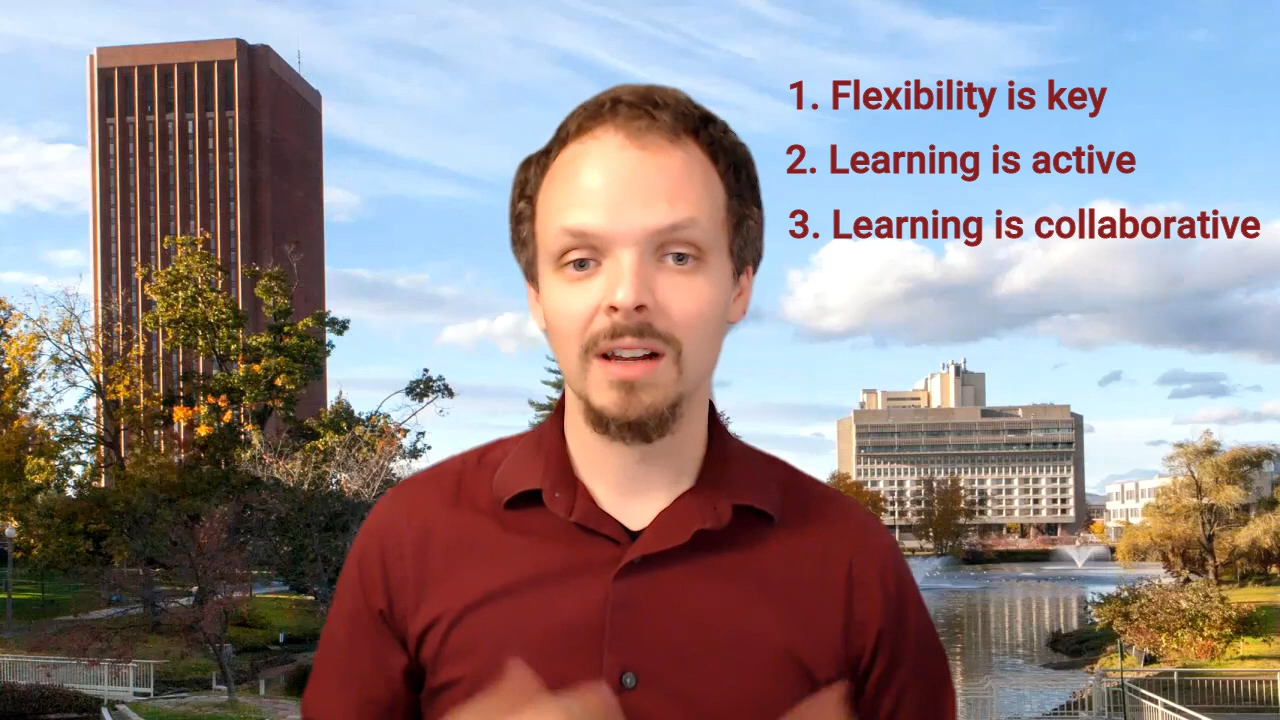 1. Flexibility is key
2. Learning is active
3. Learning is collaborative